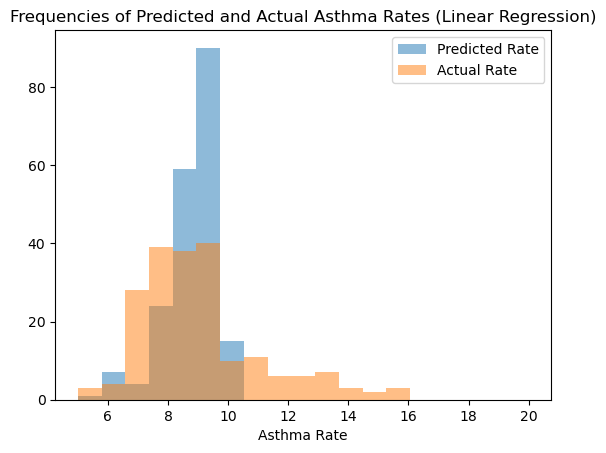 Frequencies of Predicted and Actual Asthma Rates (Linear Regression)
Predicted Rate
Actual Rate
80
60
40
20
0
6 8 10 12 14 16 18 20
Asthma Rate